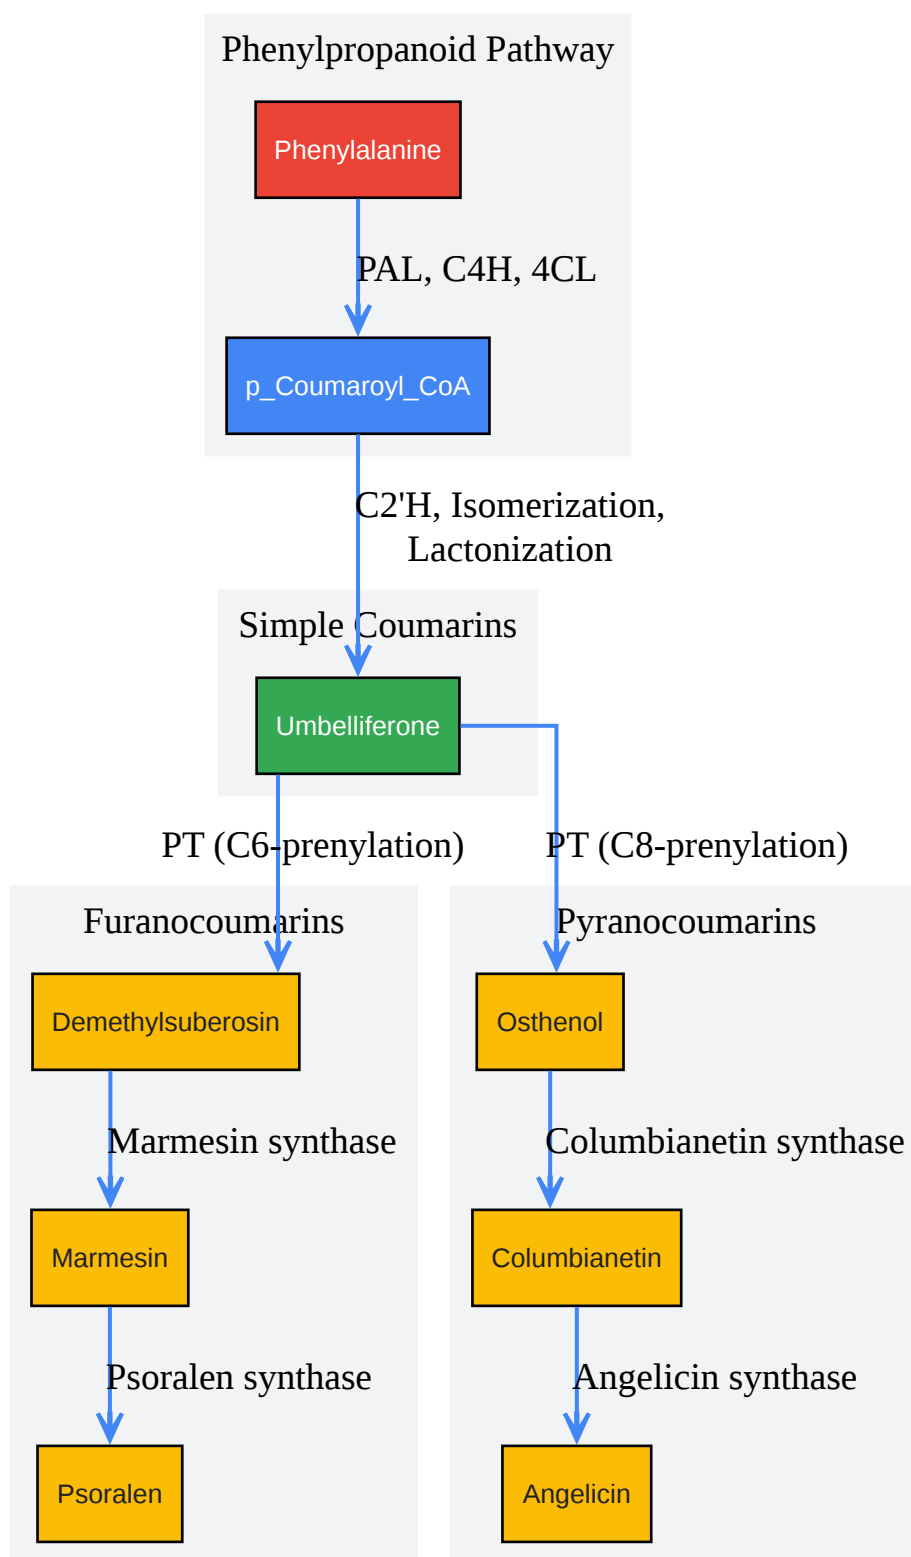 Phenylpropanoid Pathway
Phenylalanine
PAL, C4H, 4CL
p_Coumaroyl_CoA
C2'H, Isomerization,
Lactonization
Simple Coumarins
Umbelliferone
PT (C6-prenylation)
PT (C8-prenylation)
Furanocoumarins
Pyranocoumarins
Demethylsuberosin
Osthenol
Marmesin synthase
Columbianetin synthase
Marmesin
Columbianetin
Psoralen synthase
Angelicin synthase
Psoralen
Angelicin